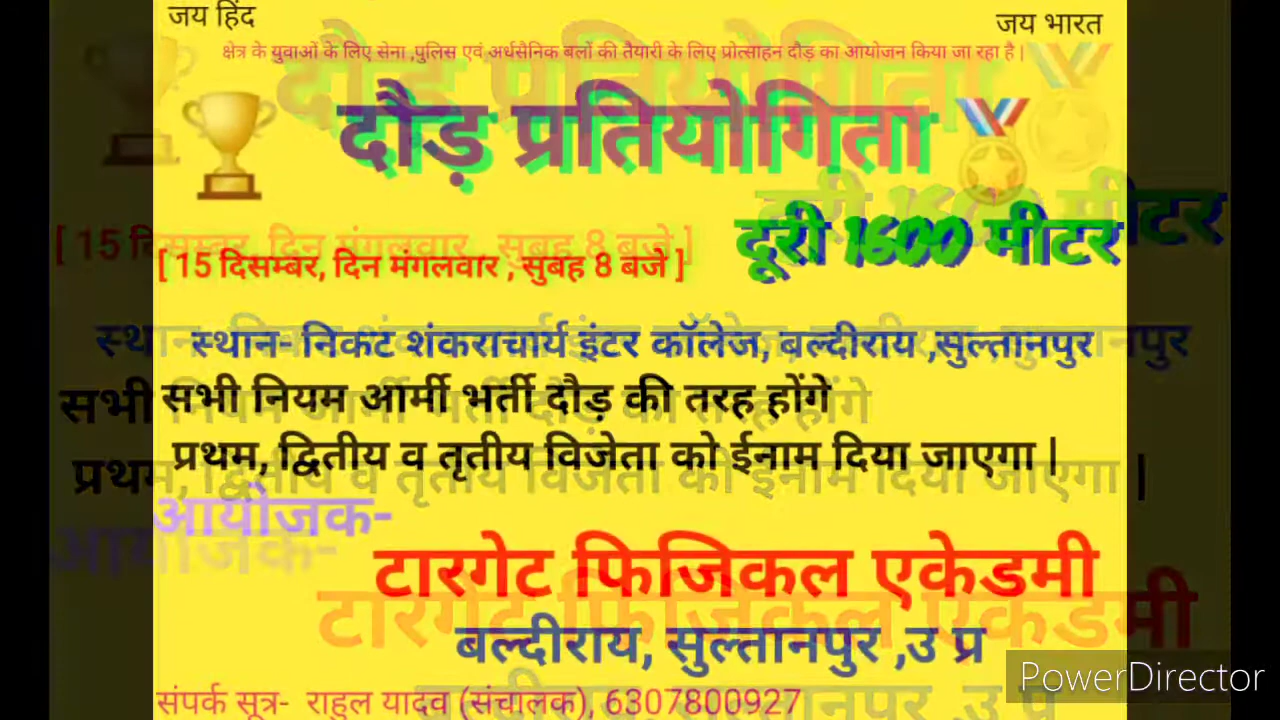 जय हिंद
जय भारत
क्षेत्र के युवाओं के लिए सेना ,पुलिस एवं अर्धसैनिक बलों की तैयारी के लिए प्रोत्साहन दौड़ का आयोजन किया जा रहा है |
दौड़ प्रतियोगिता
[ 15 दिसम्बर, दिन मंगलवार , सुबह 8 बजे ]
दूरी 1600 मीटर
स्थान- निकट शंकराचार्य इंटर कॉलेज, बल्दीराय ,सुल्तानपुर
सभी नियम आर्मी भर्ती दौड़ की तरह होंगे
प्रथम, द्वितीय व तृतीय विजेता को ईनाम दिया जाएगा |
आयोजक-
टारगेट फिजिकल एकेडमी
बल्दीराय, सुल्तानपुर ,उ प्र
संपर्क सूत्र- राहुल यादव (संचालक), 6307800927
PowerDirector